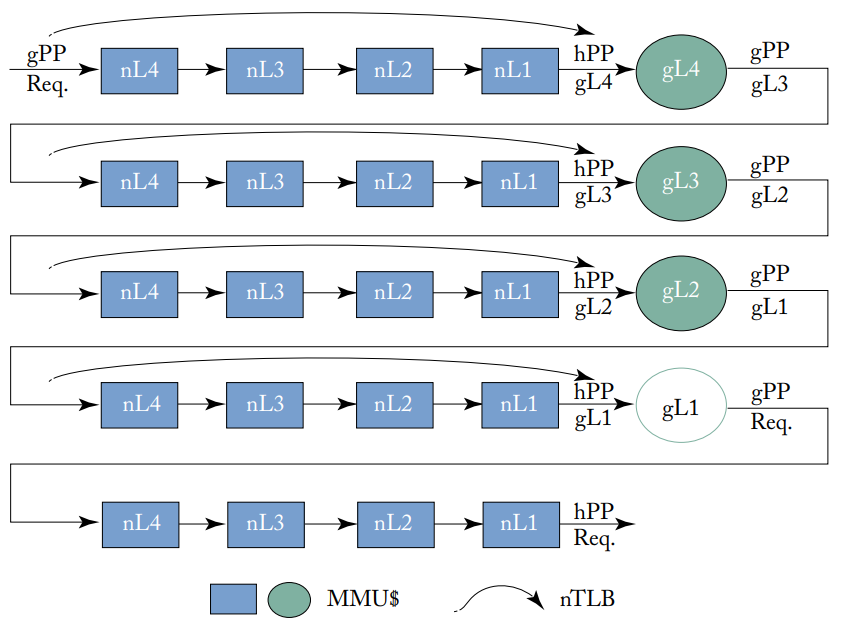 gPP
Req.
nL4
nL3
nL2
nL1
hPP
gL4
gL4
gPP
gL3
nL4
nL3
nL2
nL1
hPP
gL3
gL3
gPP
gL2
nL4
nL3
nL2
nL1
hPP
gL2
gL2
gPP
gL1
nL4
nL3
nL2
nL1
hPP
gL1
gL1
gPP
Req.
nL4
nL3
nL2
nL1
hPP
Req.
MMU$
nTLB